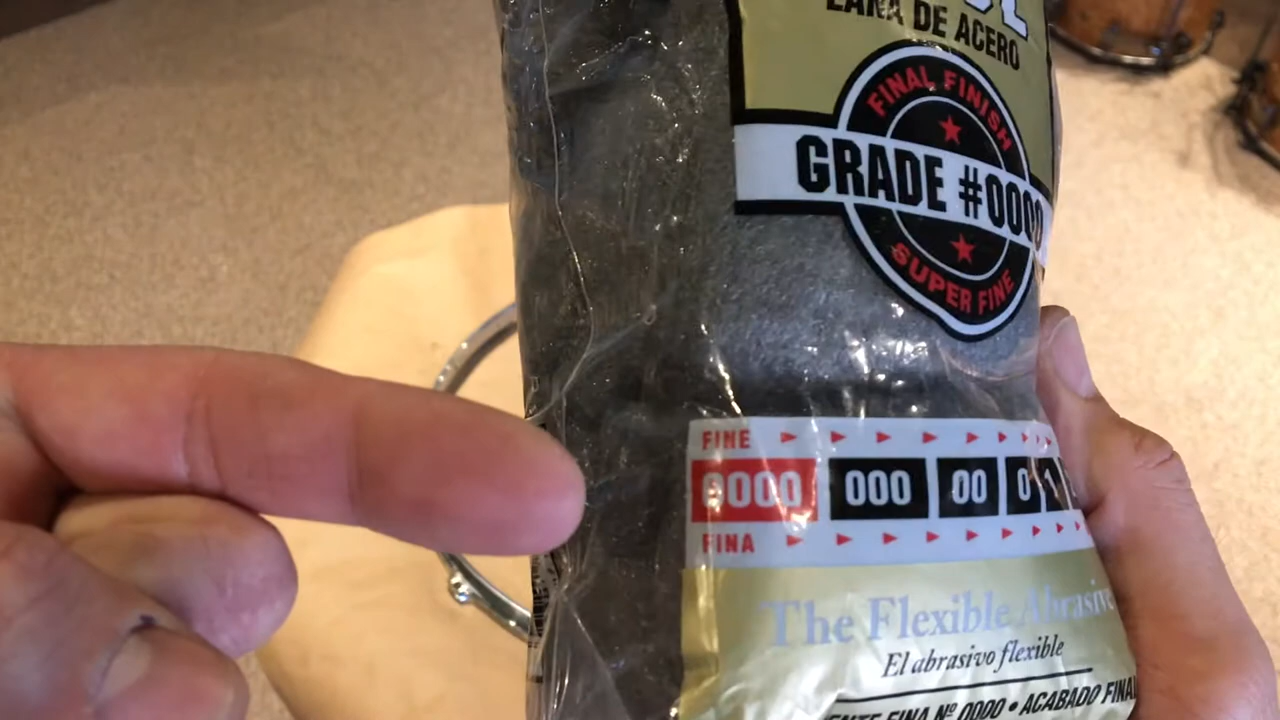 LANA DE ACERO
FINAL FINISH
GRADE #0000
SUPER FINE
FINE
0000 000 00 0 1
FINA
The Flexible Abrasive
El abrasivo flexible
FINA Nº 0000 • ACABADO FINAL